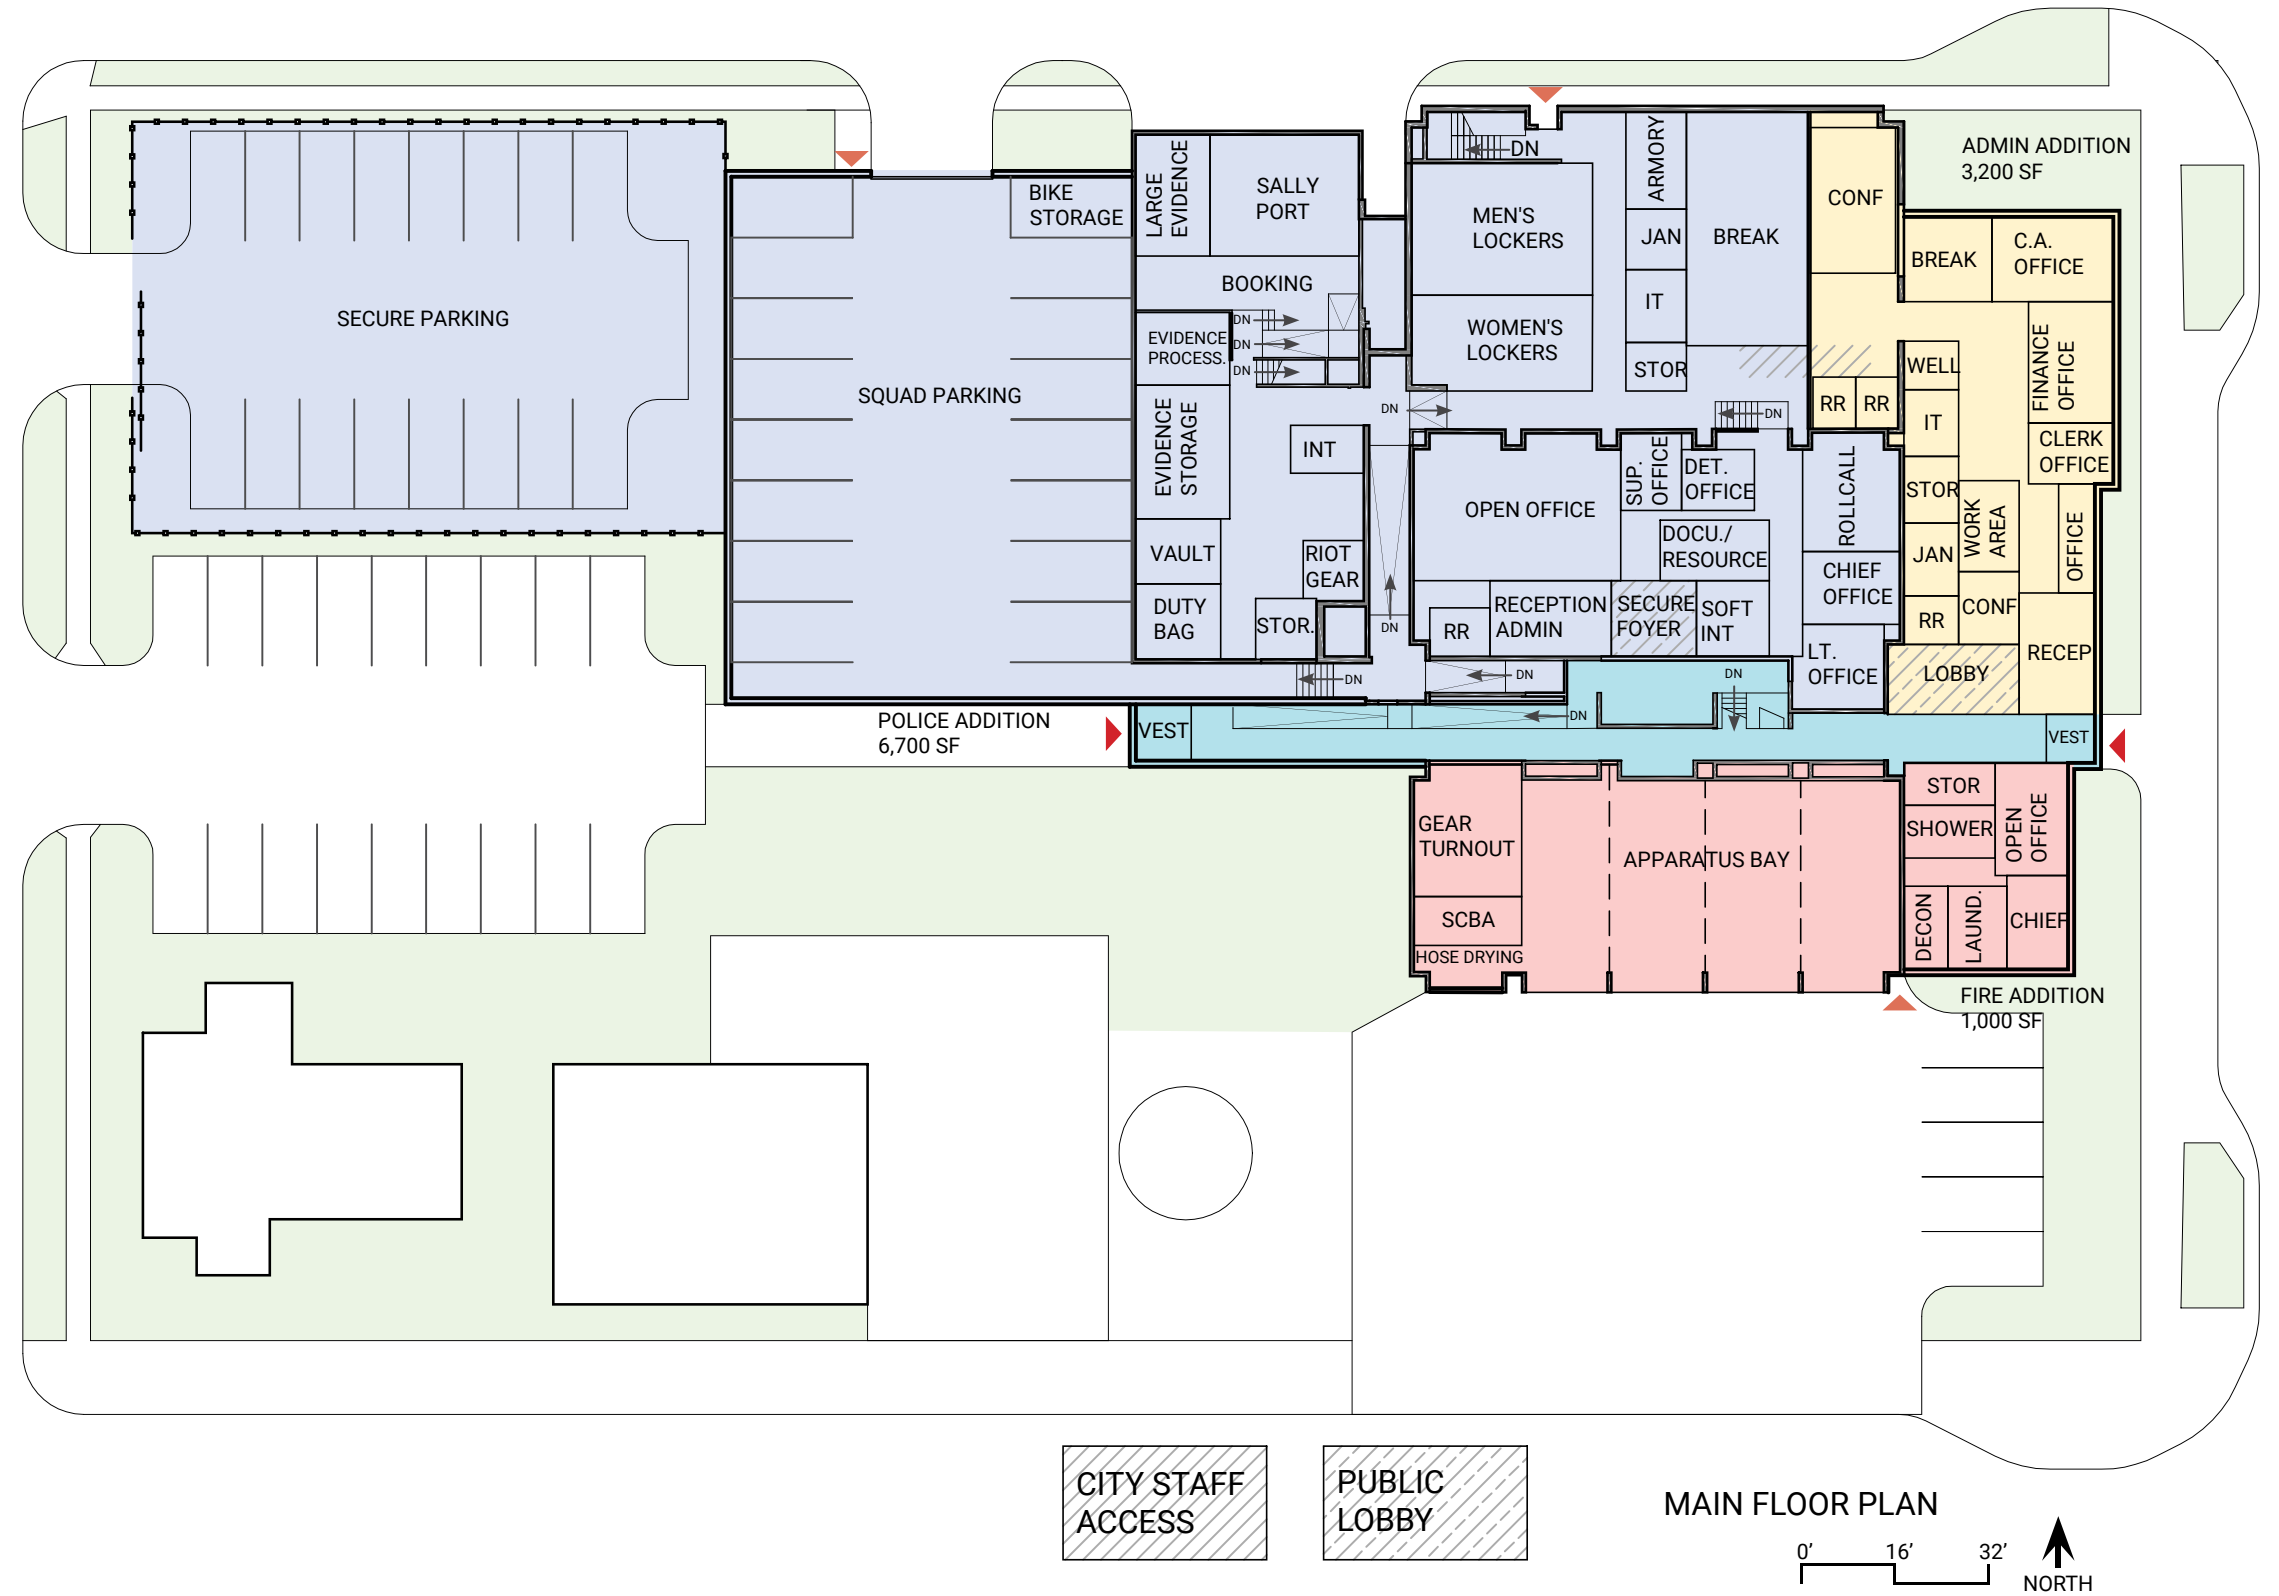 ADMIN ADDITION
3,200 SF
LARGE
EVIDENCE
SALLY
PORT
BIKE
STORAGE
DN
ARMORY
MEN'S
LOCKERS
JAN
BREAK
CONF
BREAK
C.A.
OFFICE
BOOKING
IT
SECURE PARKING
DN
EVIDENCE
PROCESS.
DN
DN
WOMEN'S
LOCKERS
STOR
WELL
FINANCE
OFFICE
SQUAD PARKING
RR
RR
DN
DN
IT
CLERK
OFFICE
EVIDENCE
STORAGE
INT
OPEN OFFICE
SUP.
OFFICE
DET.
OFFICE
ROLLCALL
STOR
WORK
AREA
OFFICE
DOCU./
RESOURCE
VAULT
RIOT
GEAR
JAN
CHIEF
OFFICE
DUTY
BAG
STOR.
DN
RR
RECEPTION
ADMIN
SECURE
FOYER
SOFT
INT
RR
CONF
LT.
OFFICE
LOBBY
RECEP
DN
DN
DN
POLICE ADDITION
6,700 SF
VEST
DN
VEST
STOR
GEAR
TURNOUT
SHOWER
OPEN
OFFICE
APPARATUS BAY
SCBA
DECON
LAUND.
CHIEF
HOSE DRYING
FIRE ADDITION
1,000 SF
CITY STAFF
ACCESS
PUBLIC
LOBBY
MAIN FLOOR PLAN
0' 16' 32'
NORTH